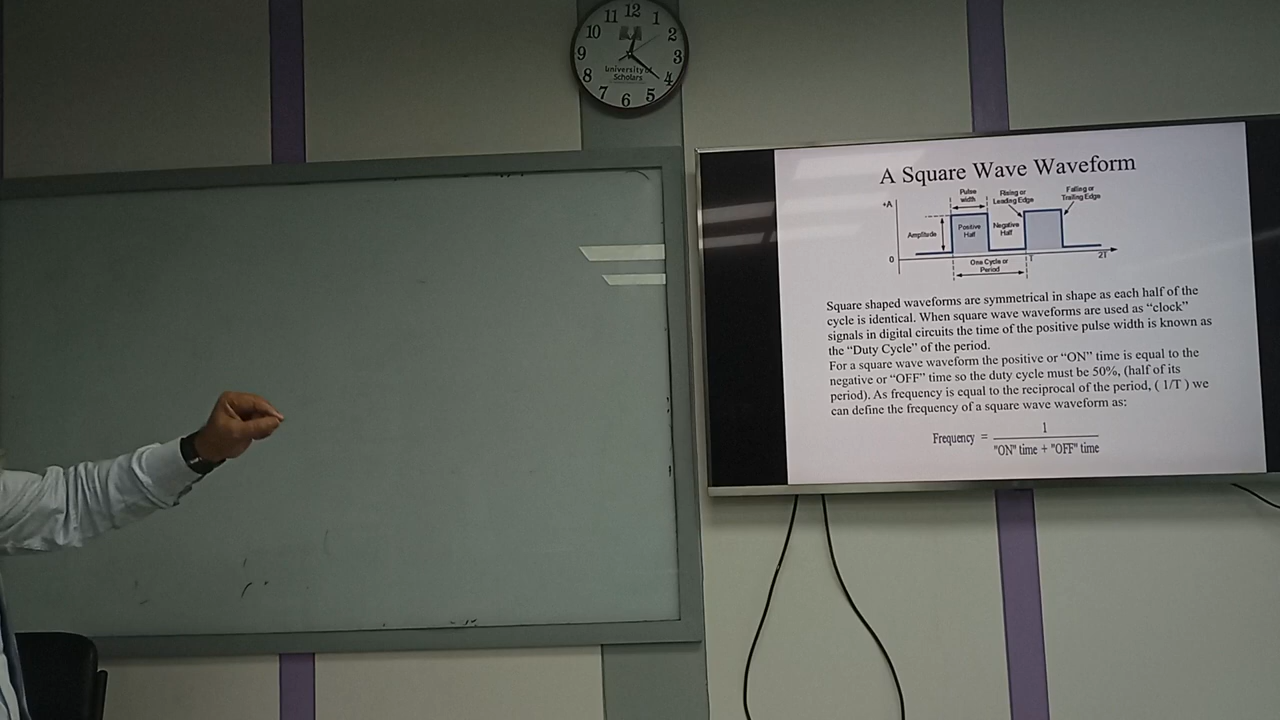 12
11
1
10
2
9
3
University of
Scholars
8
4
7
5
6
A Square Wave Waveform
+A
Pulse
width
Rising or
Leading Edge
Falling or
Trailing Edge
Amplitude
Positive
Half
Negative
Half
0
One Cycle or
Period
T
2T
Square shaped waveforms are symmetrical in shape as each half of the
cycle is identical. When square wave waveforms are used as “clock”
signals in digital circuits the time of the positive pulse width is known as
the “Duty Cycle” of the period.
For a square wave waveform the positive or “ON” time is equal to the
negative or “OFF” time so the duty cycle must be 50%, (half of its
period). As frequency is equal to the reciprocal of the period, ( 1/T ) we
can define the frequency of a square wave waveform as:
Frequency = 1
"ON" time + "OFF" time